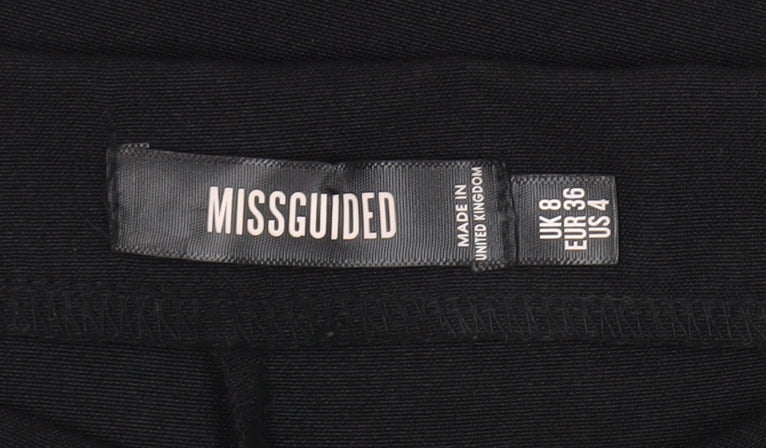 MISSGUIDED
MADE IN
UNITED KINGDOM
UK 8
EUR 36
US 4